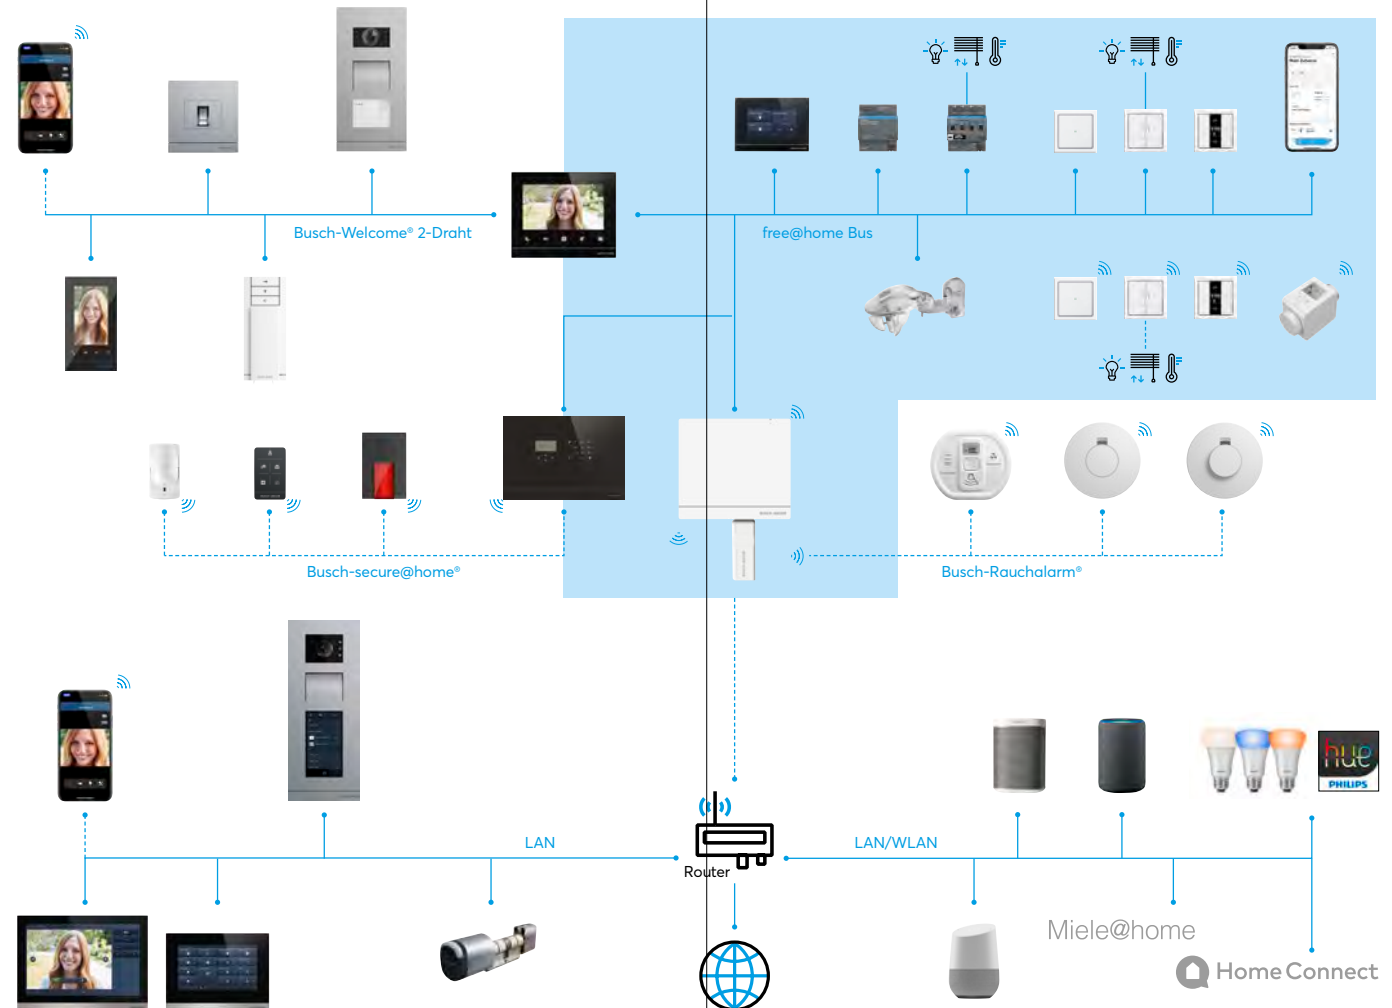 Busch-Welcome® 2-Draht
free@home Bus
Busch-secure@home®
Busch-Rauchalarm®
LAN
LAN/WLAN
Router
hue
PHILIPS
Miele@home
Home Connect